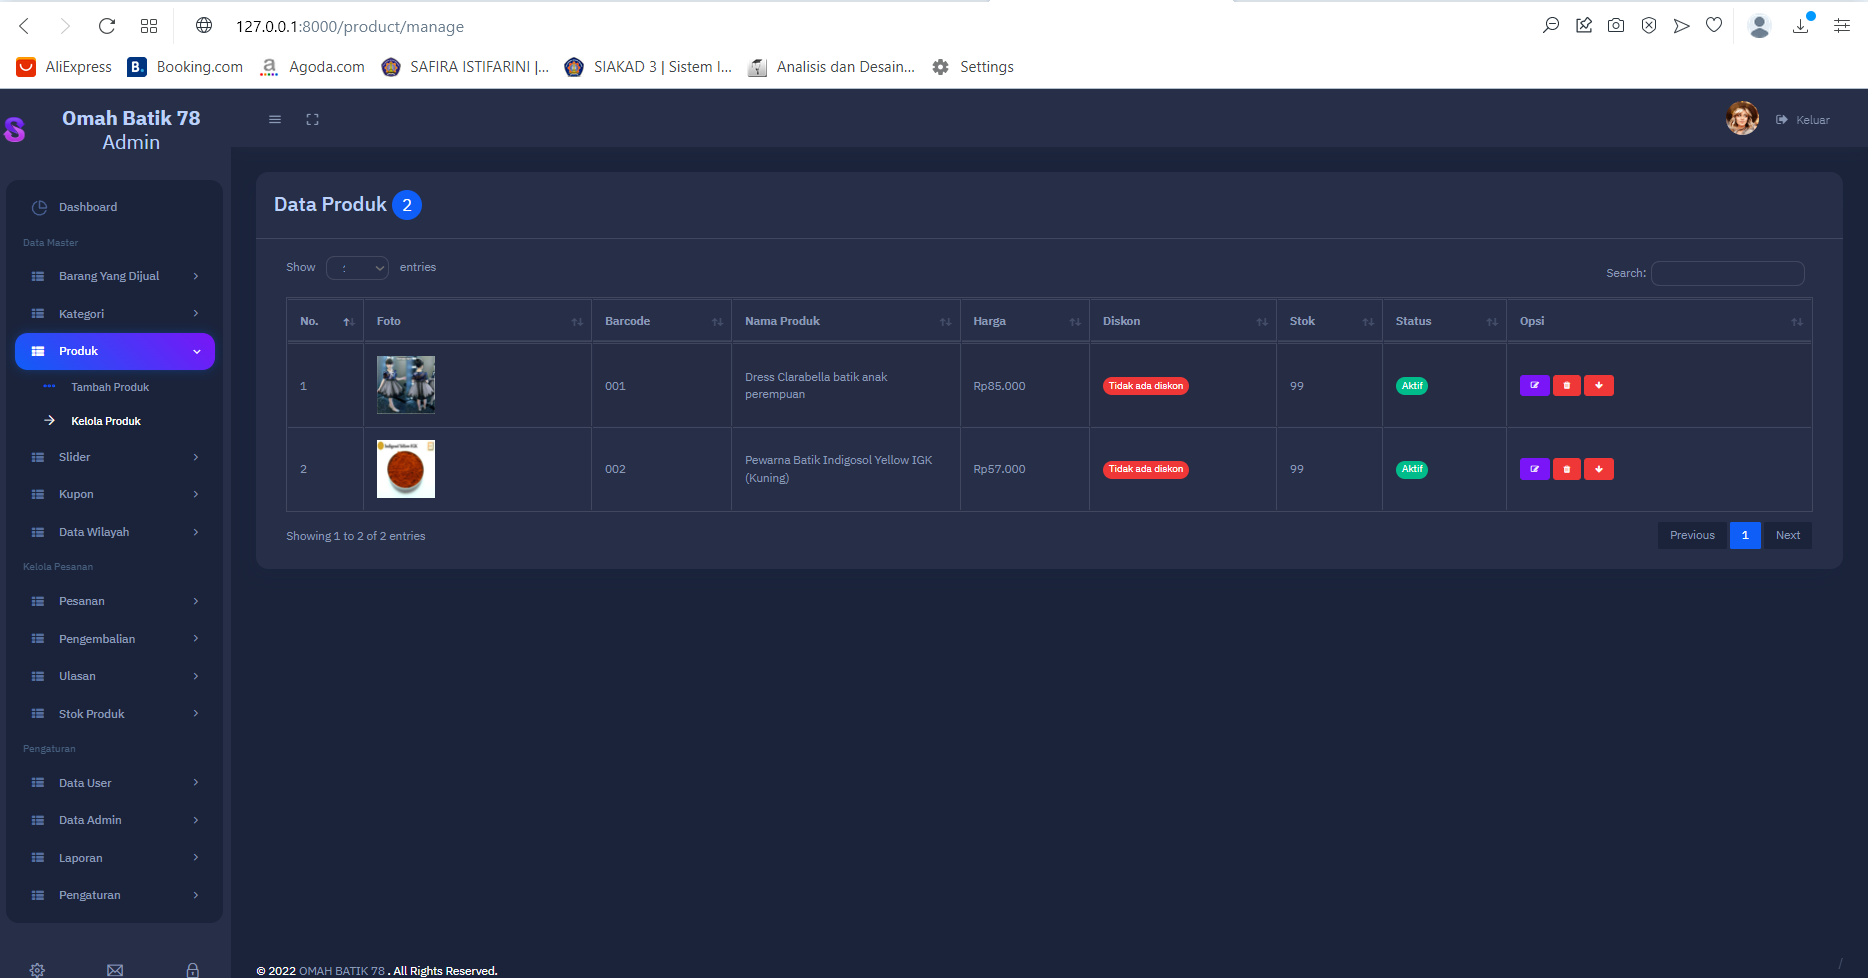 127.0.0.1:8000/product/manage
AliExpress
B. Booking.com
a Agoda.com
SAFIRA ISTIFARINI |...
SIAKAD 3 | Sistem I...
Analisis dan Desain...
Settings
S
Omah Batik 78
Admin
Keluar
Dashboard
Data Master
Barang Yang Dijual
Kategori
Produk
Tambah Produk
Kelola Produk
Slider
Kupon
Data Wilayah
Kelola Pesanan
Pesanan
Pengembalian
Ulasan
Stok Produk
Pengaturan
Data User
Data Admin
Laporan
Pengaturan
Data Produk 2
Show entries
Search:
No. Foto Barcode Nama Produk Harga Diskon Stok Status Opsi
1 001 Dress Clarabella batik anak
perempuan Rp85.000 Tidak ada diskon 99 Aktif
2 002 Pewarna Batik Indigosol Yellow IGK
(Kuning) Rp57.000 Tidak ada diskon 99 Aktif
Showing 1 to 2 of 2 entries
Previous 1 Next
© 2022 OMAH BATIK 78 . All Rights Reserved.
/